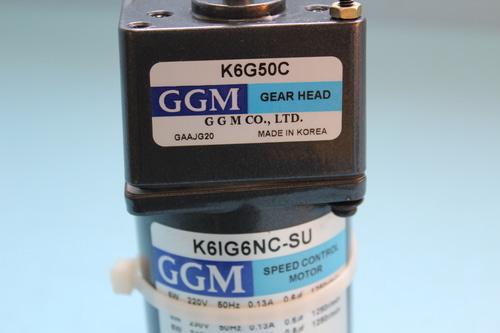 K6G50C
GGM GEAR HEAD
G G M CO., LTD.
GAAJG20 MADE IN KOREA
K6IG6NC-SU
GGM SPEED CONTROL
MOTOR
6W 220V 50Hz 0.13A